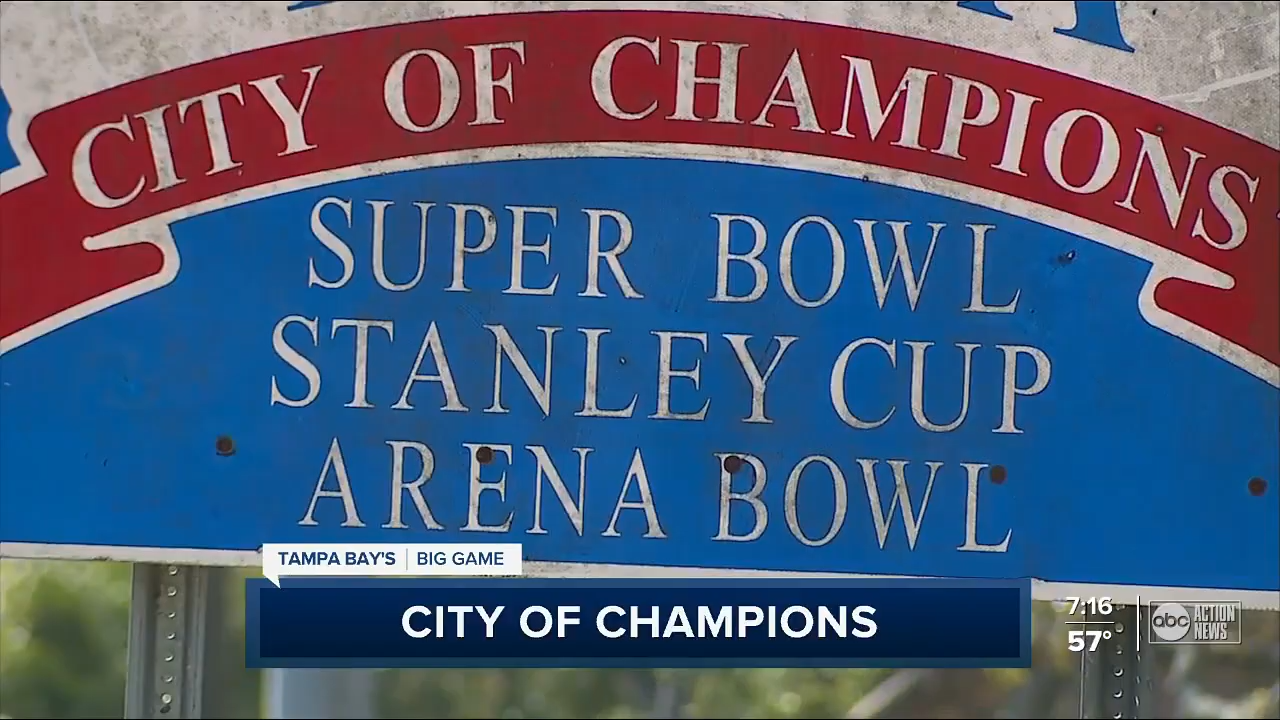 CITY OF CHAMPIONS
SUPER BOWL
STANLEY CUP
ARENA BOWL
TAMPA BAY'S | BIG GAME
CITY OF CHAMPIONS
7:16
57°
abc ACTION NEWS